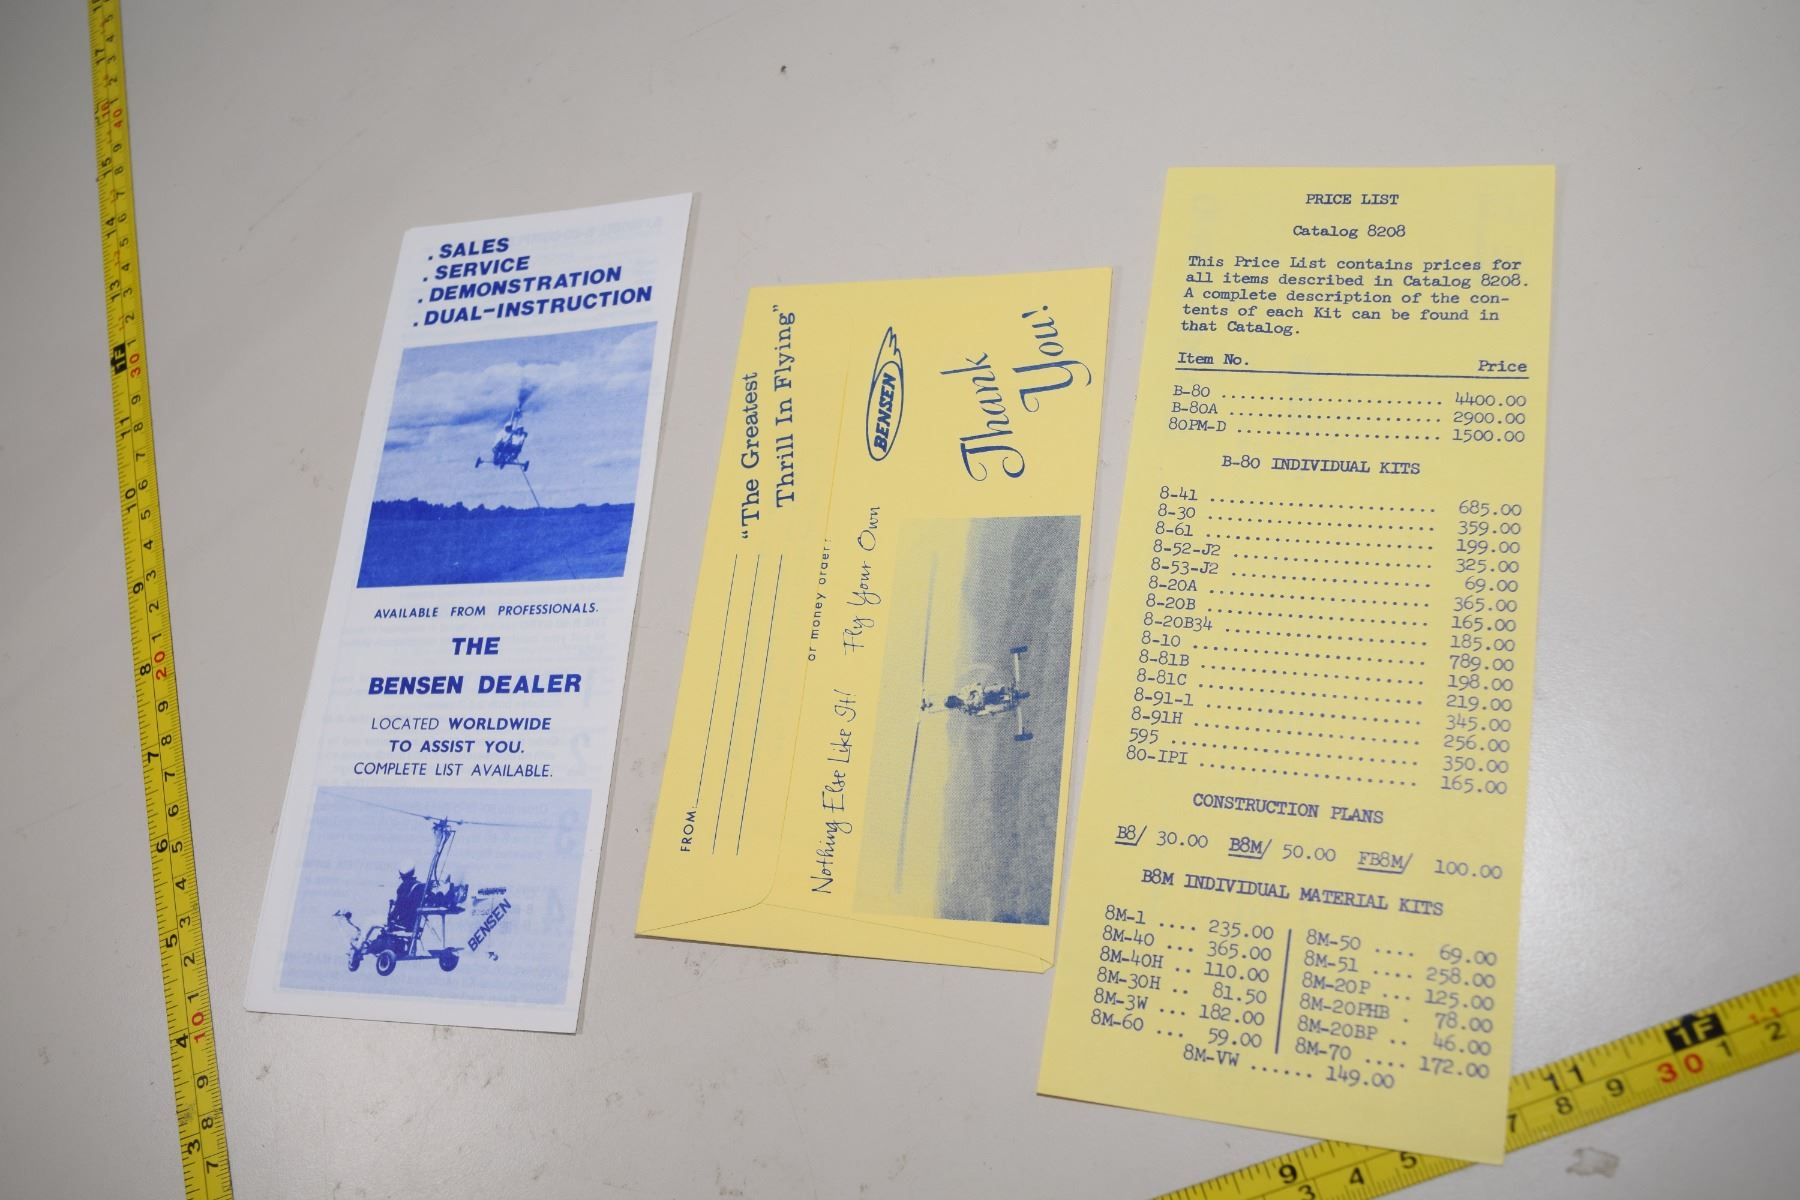 . SALES
. SERVICE
. DEMONSTRATION
. DUAL-INSTRUCTION
AVAILABLE FROM PROFESSIONALS.
THE
BENSEN DEALER
LOCATED WORLDWIDE
TO ASSIST YOU.
COMPLETE LIST AVAILABLE.
BENSEN
FROM:
"The Greatest
Thrill In Flying"
or money order:
Nothing Else Like It! Fly Your Own
BENSEN
Thank
You!
PRICE LIST
Catalog 8208
This Price List contains prices for
all items described in Catalog 8208.
A complete description of the con-
tents of each Kit can be found in
that Catalog.
Item No. Price
B-80 ........................ 4400.00
B-80A ....................... 2900.00
80PM-D ...................... 1500.00
B-80 INDIVIDUAL KITS
8-41 ........................ 685.00
8-30 ........................ 359.00
8-61 ........................ 199.00
8-52-J2 ..................... 325.00
8-53-J2 ..................... 69.00
8-20A ....................... 365.00
8-20B ....................... 165.00
8-20B34 ..................... 185.00
8-10 ........................ 789.00
8-81B ....................... 198.00
8-81C ....................... 219.00
8-91-1 ...................... 345.00
8-91H ....................... 256.00
595 ......................... 350.00
80-IPI ...................... 165.00
CONSTRUCTION PLANS
B8/ 30.00 B8M/ 50.00 FB8M/ 100.00
B8M INDIVIDUAL MATERIAL KITS
8M-1 .... 235.00 8M-50 .... 69.00
8M-40 ... 365.00 8M-51 .... 258.00
8M-40H .. 110.00 8M-20P ... 125.00
8M-30H .. 81.50 8M-20PHB . 78.00
8M-3W ... 182.00 8M-20BP .. 46.00
8M-60 ... 59.00 8M-70 .... 172.00
8M-VW ...... 149.00